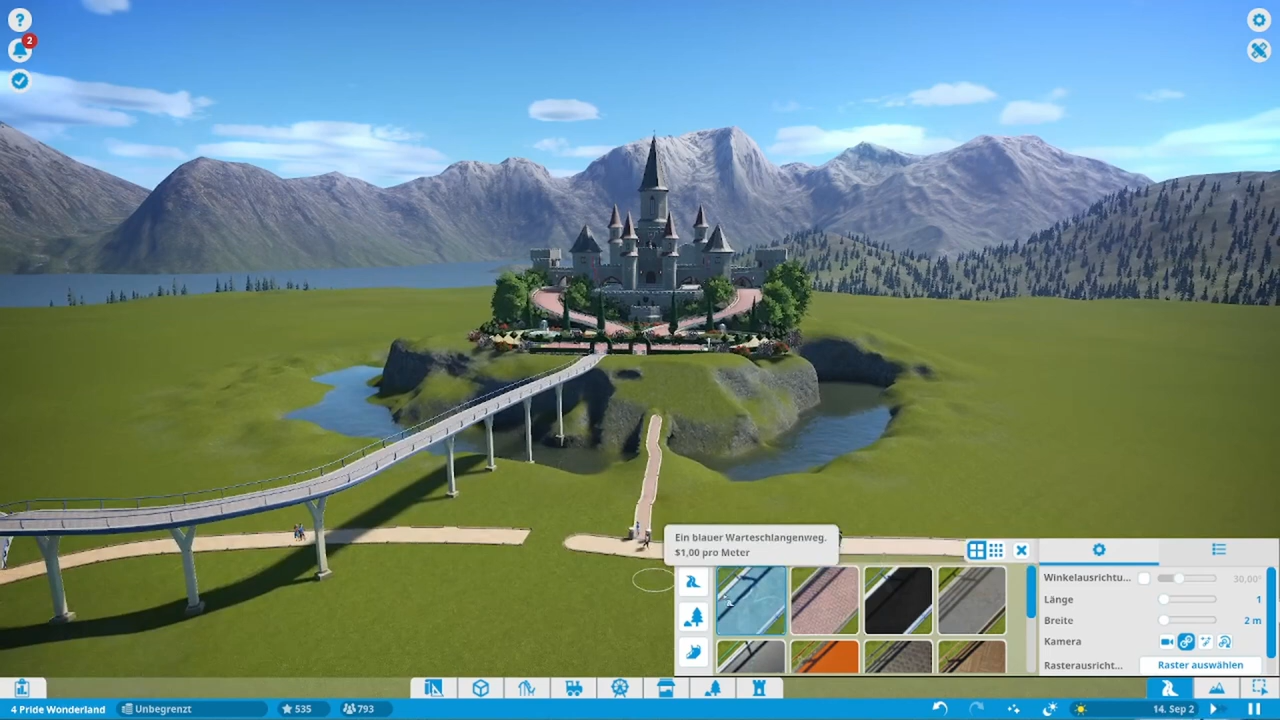 ?
2
Ein blauer Warteschlangenweg.
$1,00 pro Meter
Winkelausrichtu... 30,00°
Länge 1
Breite 2 m
Kamera
Rasterausricht... Raster auswählen
4 Pride Wonderland Unbegrenzt 535 793 14. Sep 2